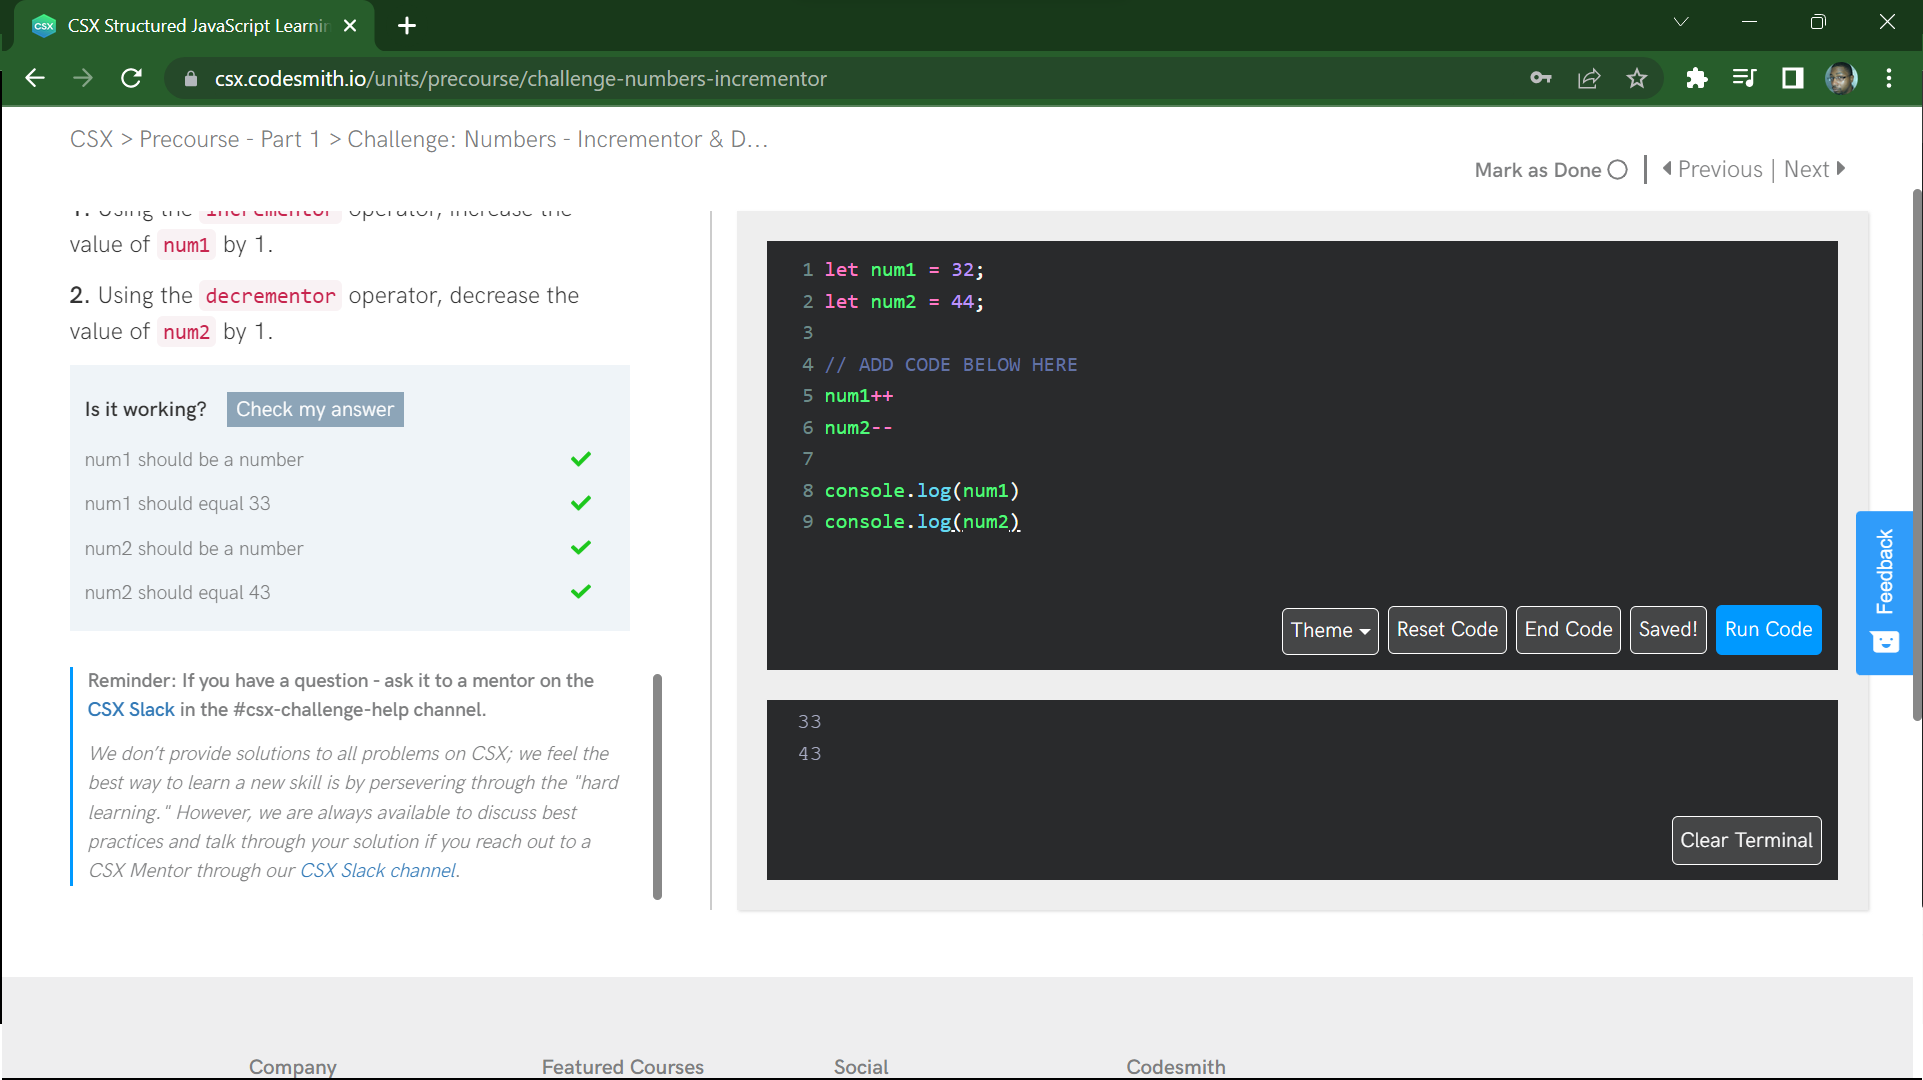 CSX Structured JavaScript Learnin
csx.codesmith.io/units/precourse/challenge-numbers-incrementor
CSX > Precourse - Part 1 > Challenge: Numbers - Incrementor & D...
Mark as Done
Previous | Next
1. Using the incrementor operator, increase the
value of num1 by 1.
2. Using the decrementor operator, decrease the
value of num2 by 1.
Is it working? Check my answer
num1 should be a number
num1 should equal 33
num2 should be a number
num2 should equal 43
Reminder: If you have a question - ask it to a mentor on the
CSX Slack in the #csx-challenge-help channel.
We don't provide solutions to all problems on CSX; we feel the
best way to learn a new skill is by persevering through the "hard
learning." However, we are always available to discuss best
practices and talk through your solution if you reach out to a
CSX Mentor through our CSX Slack channel.
1 let num1 = 32;
2 let num2 = 44;
3
4 // ADD CODE BELOW HERE
5 num1++
6 num2--
7
8 console.log(num1)
9 console.log(num2)
Theme Reset Code End Code Saved! Run Code
33
43
Clear Terminal
Feedback
Company Featured Courses Social Codesmith